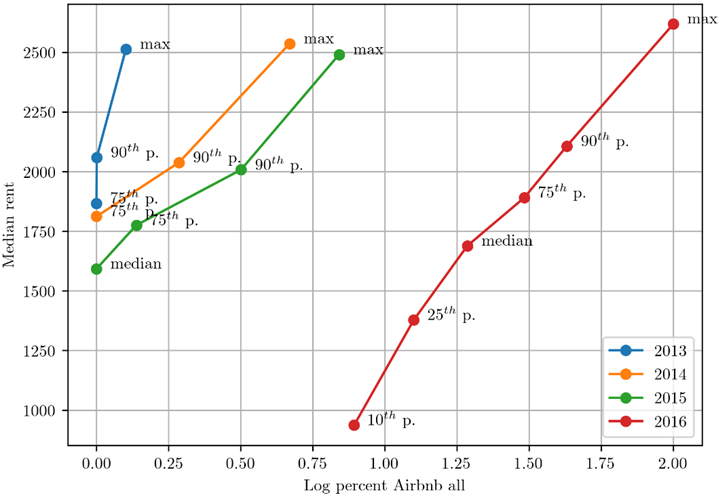 max
max
max
max
2500
2250
2000
1750
1500
1250
1000
Median rent
90th p.
90th p.
90th p.
90th p.
75th p.
75th p.
75th p.
75th p.
median
median
25th p.
10th p.
2013
2014
2015
2016
0.00 0.25 0.50 0.75 1.00 1.25 1.50 1.75 2.00
Log percent Airbnb all